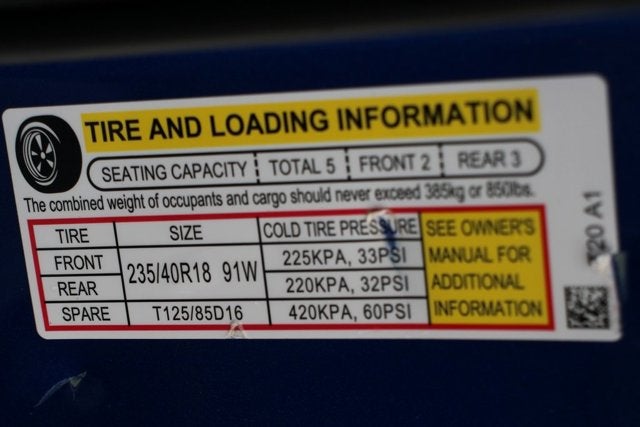 TIRE AND LOADING INFORMATION
SEATING CAPACITY TOTAL 5 FRONT 2 REAR 3
The combined weight of occupants and cargo should never exceed 385kg or 850lbs.
TIRE SIZE COLD TIRE PRESSURE SEE OWNER'S
FRONT 235/40R18 91W 225KPA, 33PSI MANUAL FOR
REAR 220KPA, 32PSI ADDITIONAL
SPARE T125/85D16 420KPA, 60PSI INFORMATION
A1